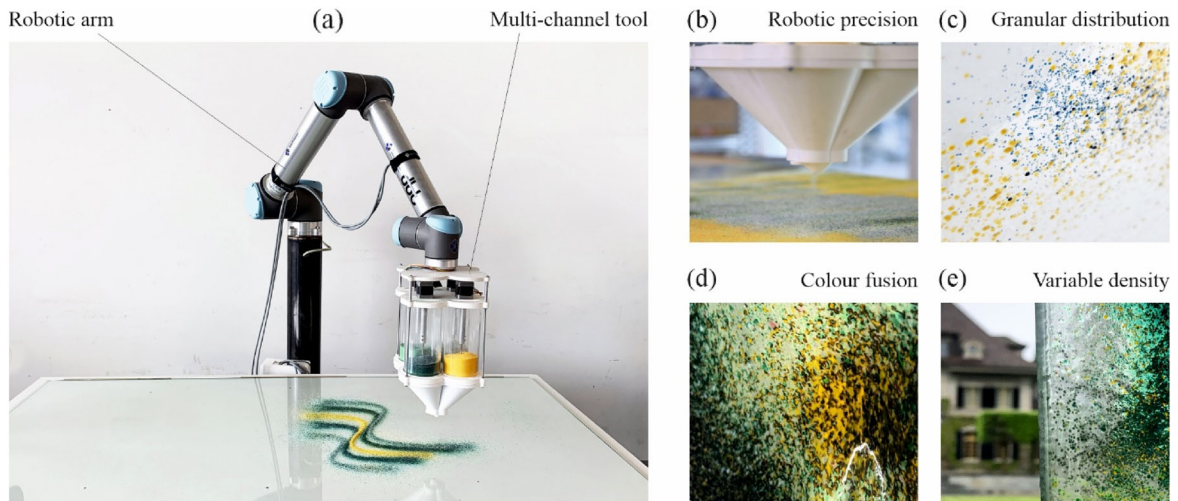 Robotic arm
(a)
Multi-channel tool
(b)
Robotic precision
(c)
Granular distribution
(d)
Colour fusion
(e)
Variable density